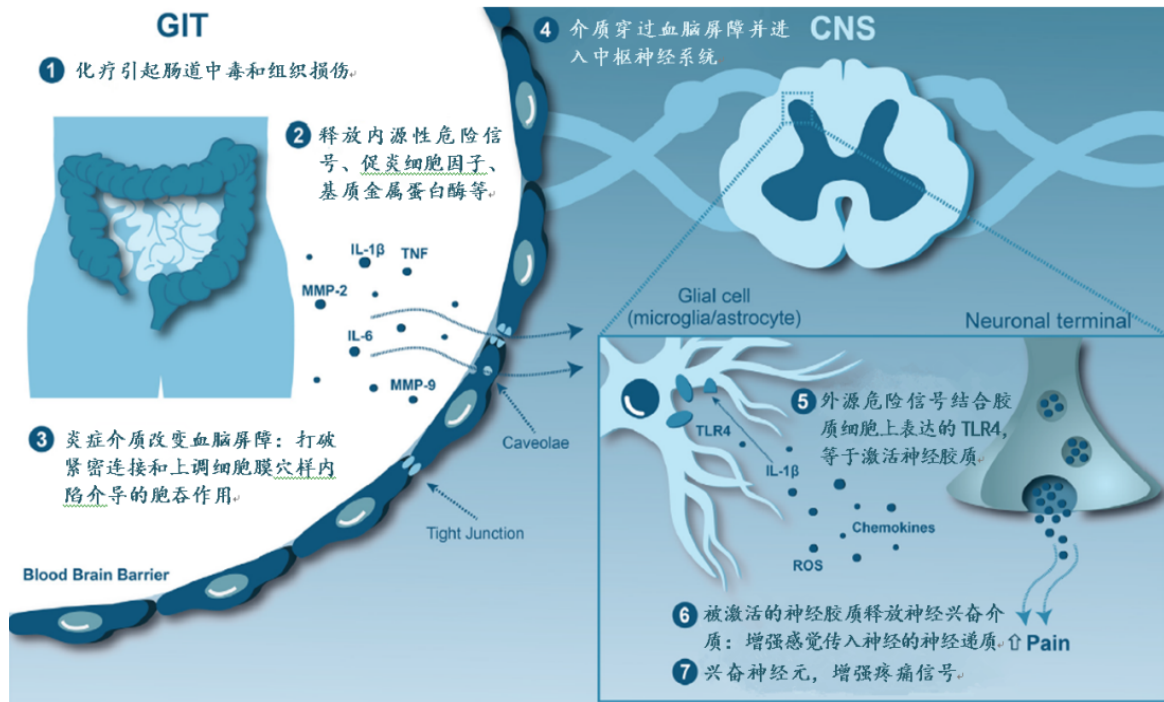 GIT
1 化疗引起肠道中毒和组织损伤
2 释放内源性危险信
号、促炎细胞因子、
基质金属蛋白酶等
IL-1β
TNF
MMP-2
IL-6
MMP-9
3 炎症介质改变血脑屏障：打破
紧密连接和上调细胞膜穴样内
陷介导的胞吞作用
Caveolae
Tight Junction
Blood Brain Barrier
4 介质穿过血脑屏障并进
入中枢神经系统
CNS
Glial cell
(microglia/astrocyte)
Neuronal terminal
TLR4
IL-1β
5 外源危险信号结合胶
质细胞上表达的 TLR4,
等于激活神经胶质
Chemokines
ROS
6 被激活的神经胶质释放神经兴奋介
质：增强感觉传入神经的神经递质
⇧ Pain
7 兴奋神经元，增强疼痛信号